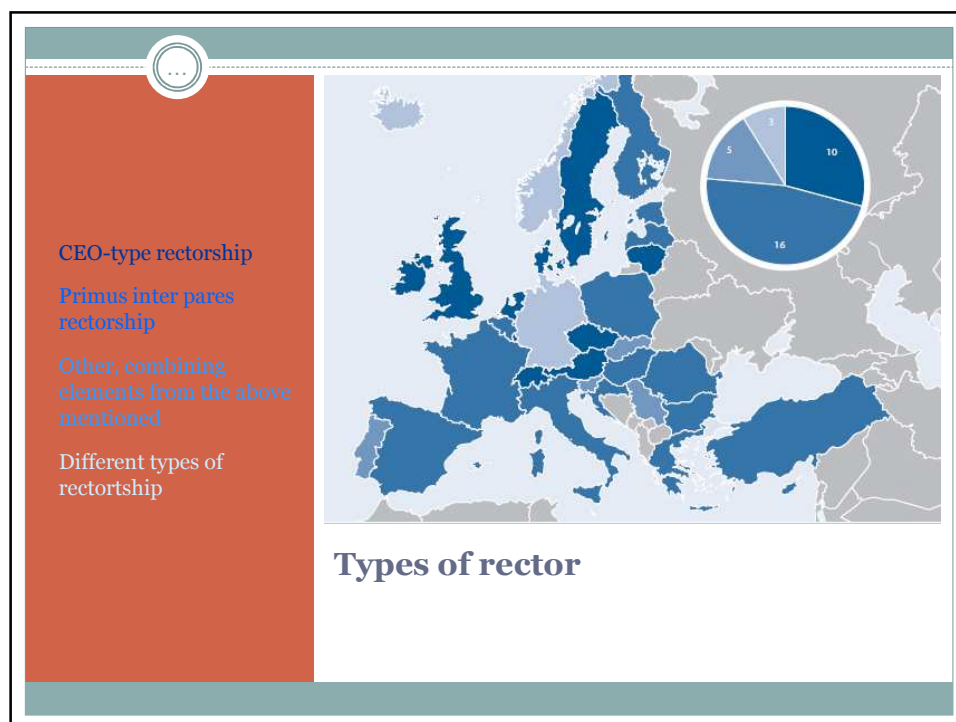 ...
CEO-type rectorship
Primus inter pares
rectorship
Other, combining
elements from the above
mentioned
Different types of
rectortship
3
5
10
16
Types of rector